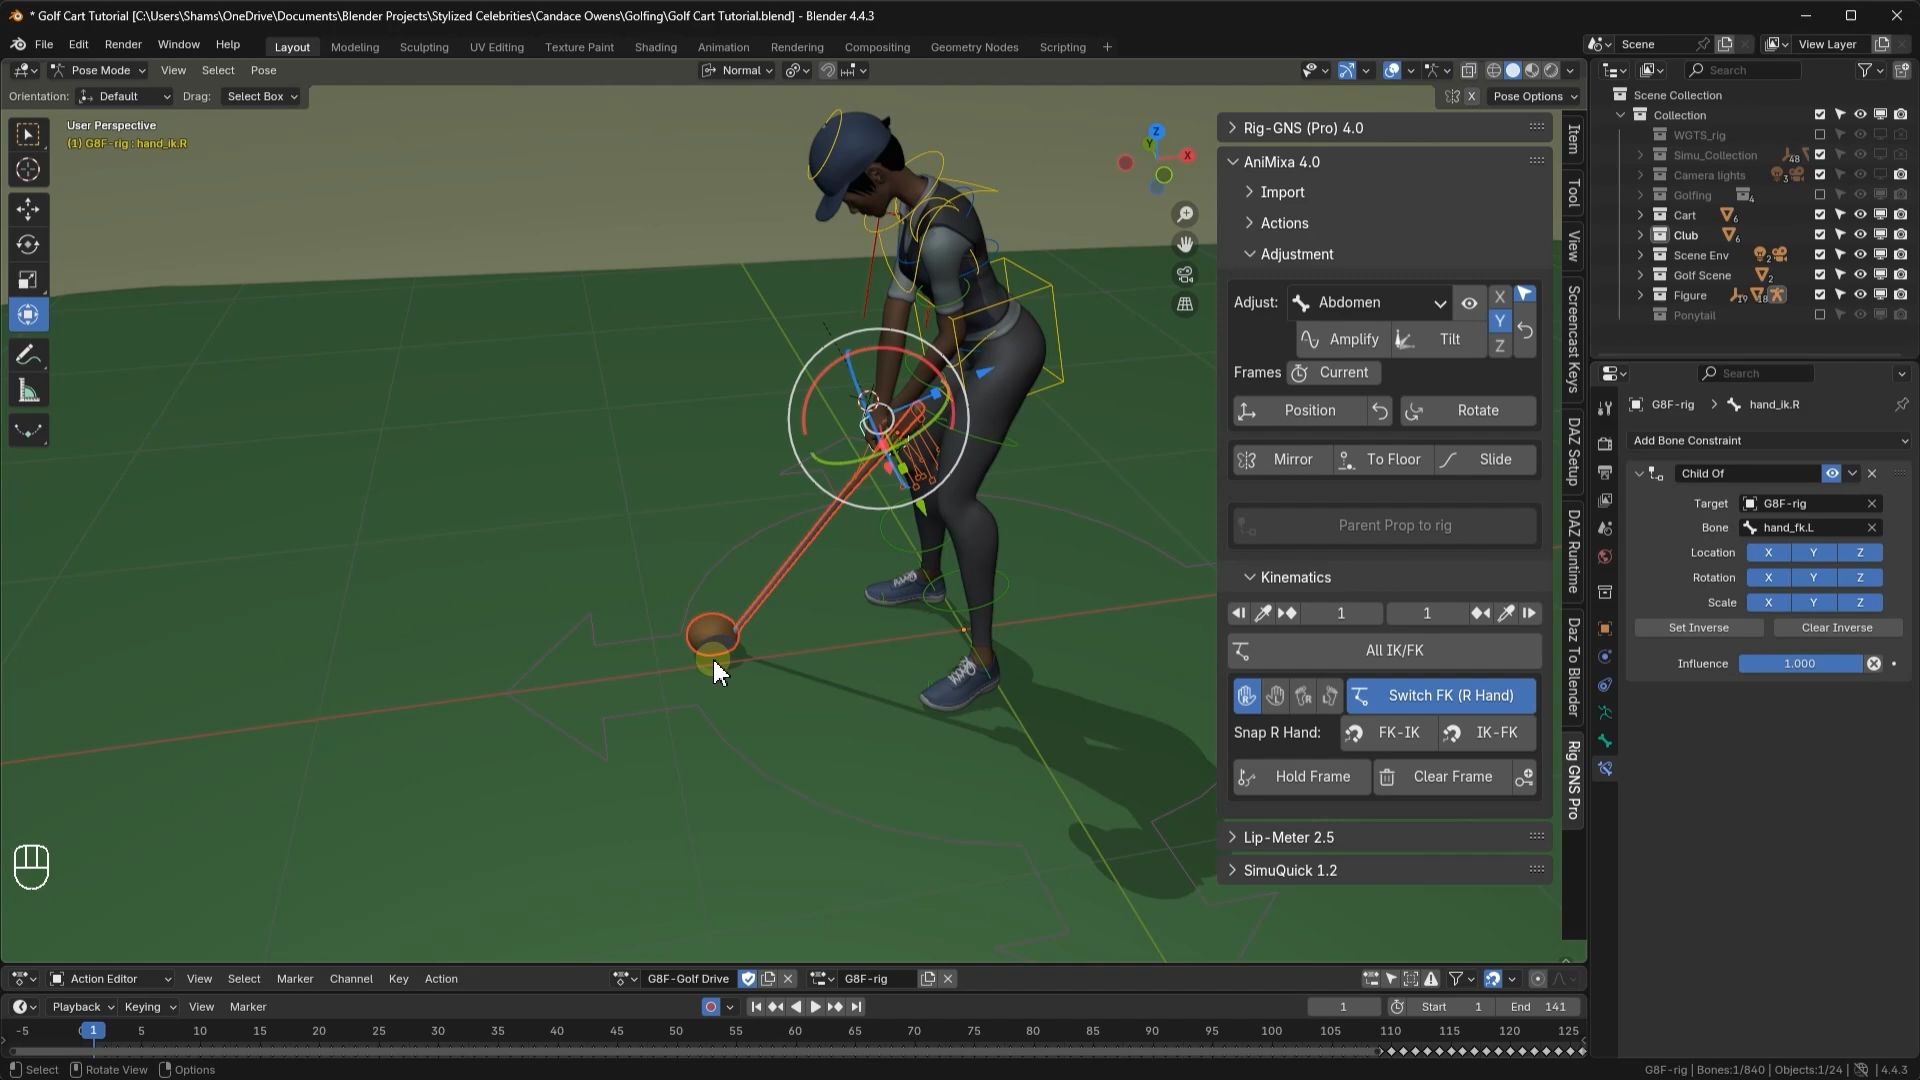 * Golf Cart Tutorial [C:\Users\Shams\OneDrive\Documents\Blender Projects\Stylized Celebrities\Candace Owens\Golfing\Golf Cart Tutorial.blend] - Blender 4.4.3
File Edit Render Window Help Layout Modeling Sculpting UV Editing Texture Paint Shading Animation Rendering Compositing Geometry Nodes Scripting + Scene View Layer
Pose Mode View Select Pose Normal Search
Orientation: Default Drag: Select Box X Pose Options
Scene Collection
Collection
WGTS_rig
Simu_Collection 48
Camera lights 3
Golfing 4
Cart 6
Club 6
Scene Env 2
Golf Scene 2
Figure 19 18
Ponytail
User Perspective
(1) G8F-rig : hand_ik.R
Z
Y
X
Rig-GNS (Pro) 4.0
AniMixa 4.0
Import
Actions
Adjustment
Adjust: Abdomen X
Y
Amplify Tilt Z
Frames Current
Position Rotate
Mirror To Floor Slide
Parent Prop to rig
Kinematics
1 1
All IK/FK
Switch FK (R Hand)
Snap R Hand: FK-IK IK-FK
Hold Frame Clear Frame
Lip-Meter 2.5
SimuQuick 1.2
Item
Tool
View
Screencast Keys
DAZ Setup
DAZ Runtime
Daz To Blender
Rig GNS Pro
Search
G8F-rig > hand_ik.R
Add Bone Constraint
Child Of
Target G8F-rig
Bone hand_fk.L
Location X Y Z
Rotation X Y Z
Scale X Y Z
Set Inverse Clear Inverse
Influence 1.000
Action Editor View Select Marker Channel Key Action G8F-Golf Drive G8F-rig
Playback Keying View Marker 1 Start 1 End 141
-5 1 5 10 15 20 25 30 35 40 45 50 55 60 65 70 75 80 85 90 95 100 105 110 115 120 125
Select Rotate View Options G8F-rig | Bones:1/840 | Objects:1/24 | 4.4.3